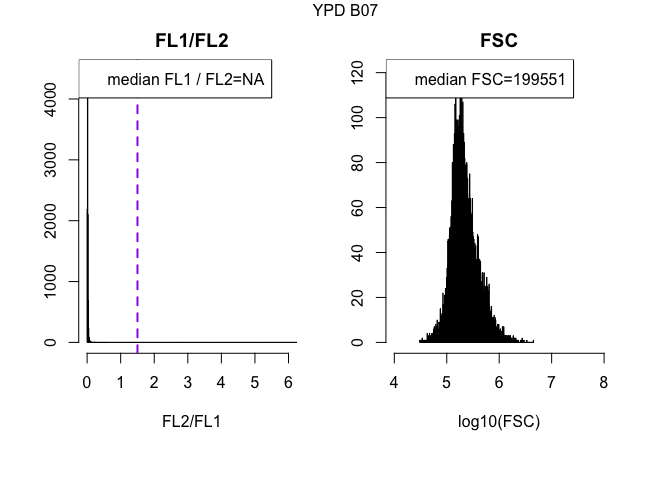 YPD B07
FL1/FL2
median FL1 / FL2=NA
4000
3000
2000
1000
0
0 1 2 3 4 5 6
FL2/FL1
FSC
median FSC=199551
120
100
80
60
40
20
0
4 5 6 7 8
log10(FSC)